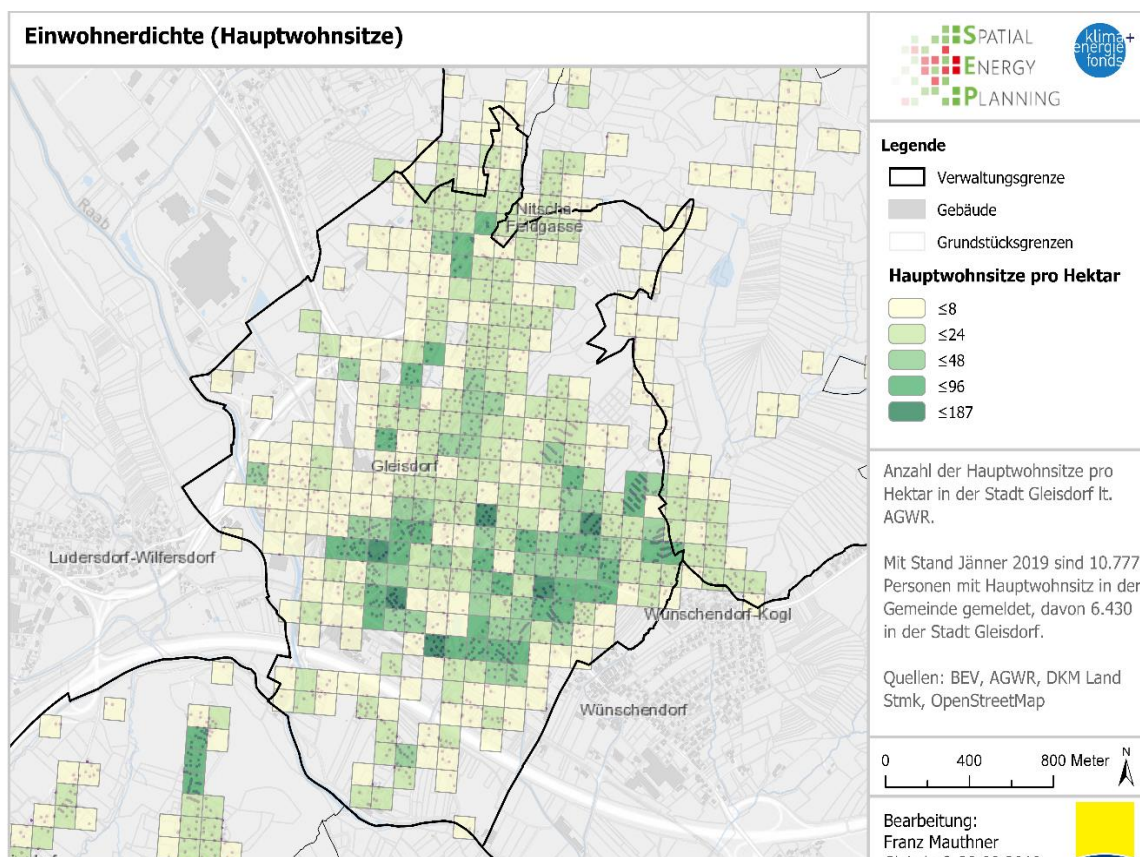 Einwohnerdichte (Hauptwohnsitze)
SPATIAL
ENERGY
PLANNING
klima+
energie
fonds
Legende
Verwaltungsgrenze
Gebäude
Grundstücksgrenzen
Hauptwohnsitze pro Hektar
≤8
≤24
≤48
≤96
≤187
Anzahl der Hauptwohnsitze pro
Hektar in der Stadt Gleisdorf lt.
AGWR.
Mit Stand Jänner 2019 sind 10.777
Personen mit Hauptwohnsitz in der
Gemeinde gemeldet, davon 6.430
in der Stadt Gleisdorf.
Quellen: BEV, AGWR, DKM Land
Stmk, OpenStreetMap
0 400 800 Meter
N
Bearbeitung:
Franz Mauthner
Raab
Nitscha
Feldgasse
Gleisdorf
Ludersdorf-Wilfersdorf
Wünschendorf-Kogl
Wünschendorf